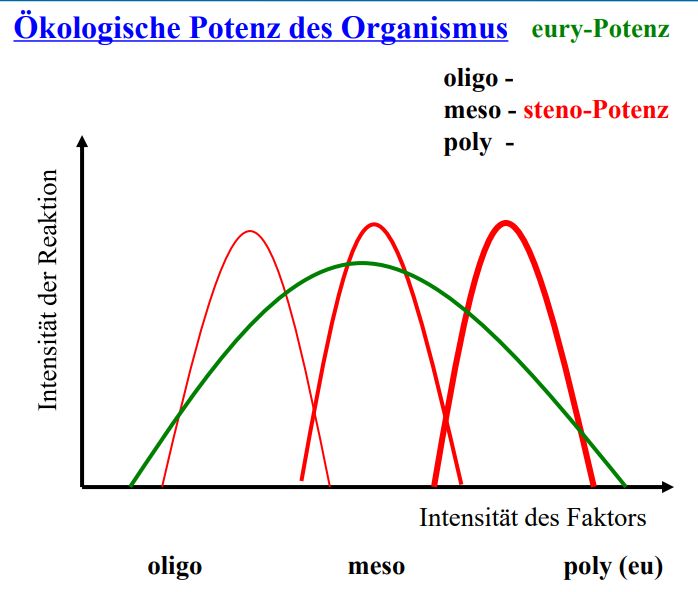 Ökologische Potenz des Organismus eury-Potenz
oligo -
meso - steno-Potenz
poly -
Intensität der Reaktion
Intensität des Faktors
oligo meso poly (eu)